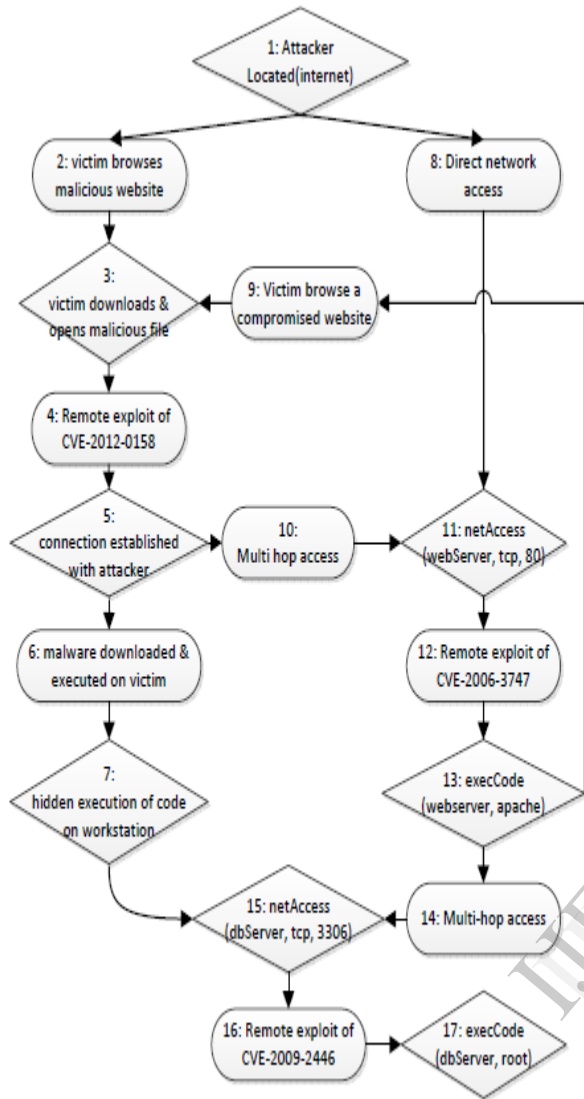 1: Attacker
Located(internet)
2: victim browses
malicious website
8: Direct network
access
3:
victim downloads &
opens malicious file
9: Victim browse a
compromised website
4: Remote exploit of
CVE-2012-0158
5:
connection established
with attacker
10:
Multi hop access
11: netAccess
(webServer, tcp, 80)
6: malware downloaded &
executed on victim
12: Remote exploit of
CVE-2006-3747
7:
hidden execution of code
on workstation
13: execCode
(webserver, apache)
15: netAccess
(dbServer, tcp, 3306)
14: Multi-hop access
16: Remote exploit of
CVE-2009-2446
17: execCode
(dbServer, root)